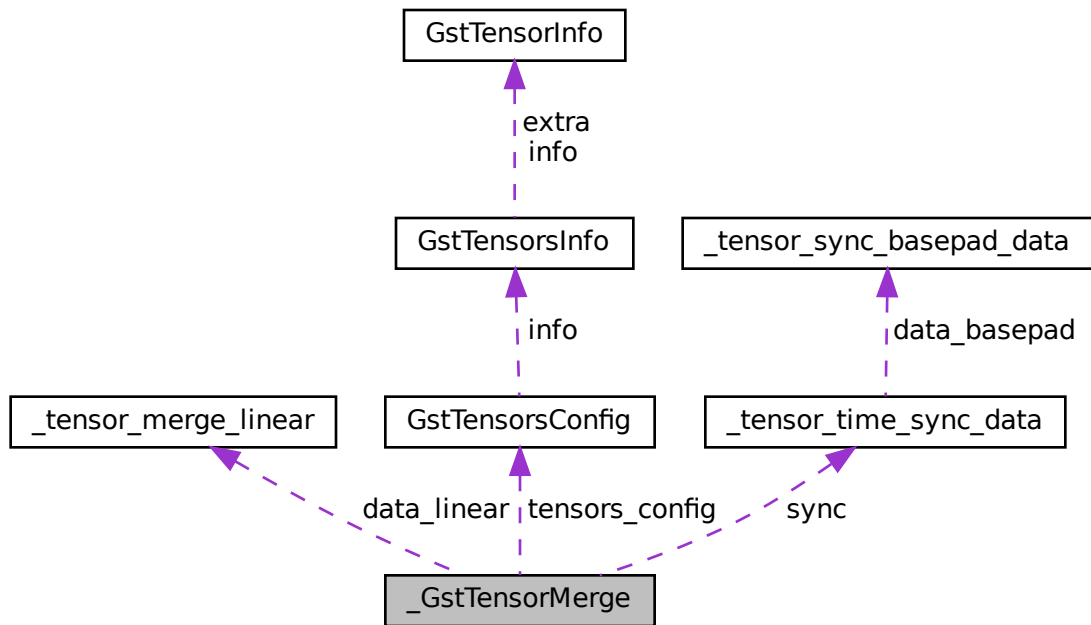 GstTensorInfo
extra
info
GstTensorsInfo
_tensor_sync_basepad_data
info
data_basepad
_tensor_merge_linear
GstTensorsConfig
_tensor_time_sync_data
data_linear
tensors_config
sync
_GstTensorMerge